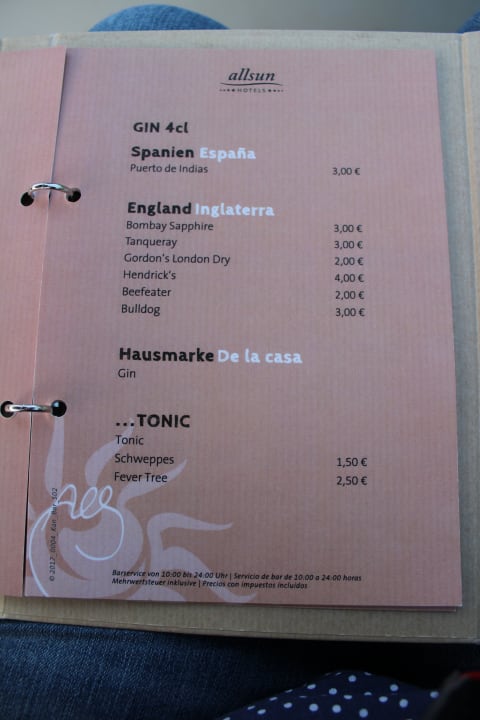 allsun
HOTELS
GIN 4cl
Spanien España
Puerto de Indias 3,00 €
England Inglaterra
Bombay Sapphire 3,00 €
Tanqueray 3,00 €
Gordon's London Dry 2,00 €
Hendrick's 4,00 €
Beefeater 2,00 €
Bulldog 3,00 €
Hausmarke De la casa
Gin
...TONIC
Tonic
Schweppes 1,50 €
Fever Tree 2,50 €
Barservice von 10:00 bis 24:00 Uhr | Servicio de bar de 10:00 a 24:00 horas
Mehrwertsteuer inklusive | Precios con impuestos incluidos
© 2017_0004